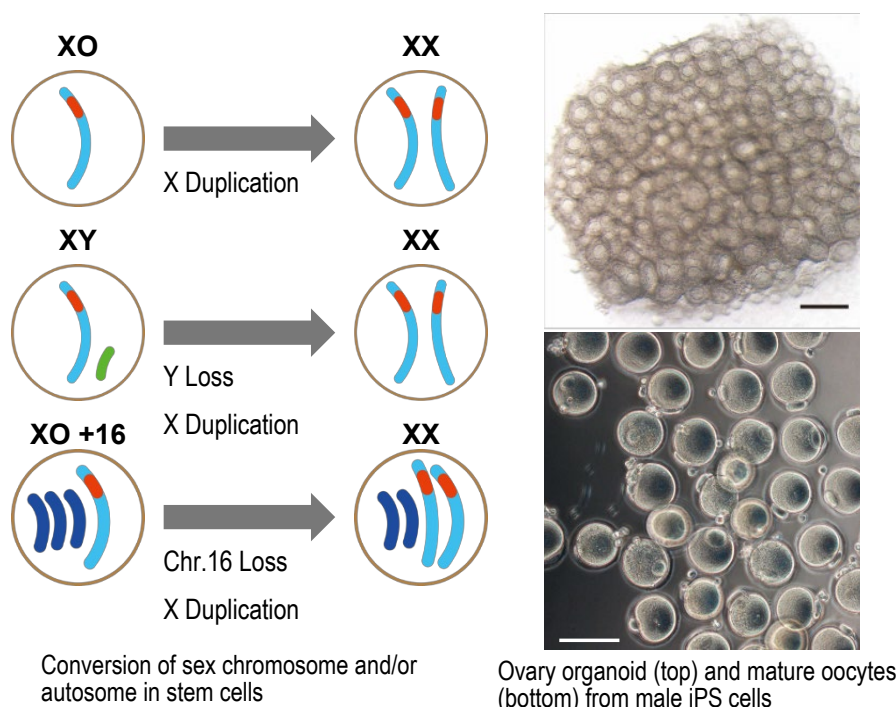 XO
XX
X Duplication
XY
XX
Y Loss
X Duplication
XO +16
XX
Chr.16 Loss
X Duplication
Conversion of sex chromosome and/or
autosome in stem cells
Ovary organoid (top) and mature oocytes
(bottom) from male iPS cells